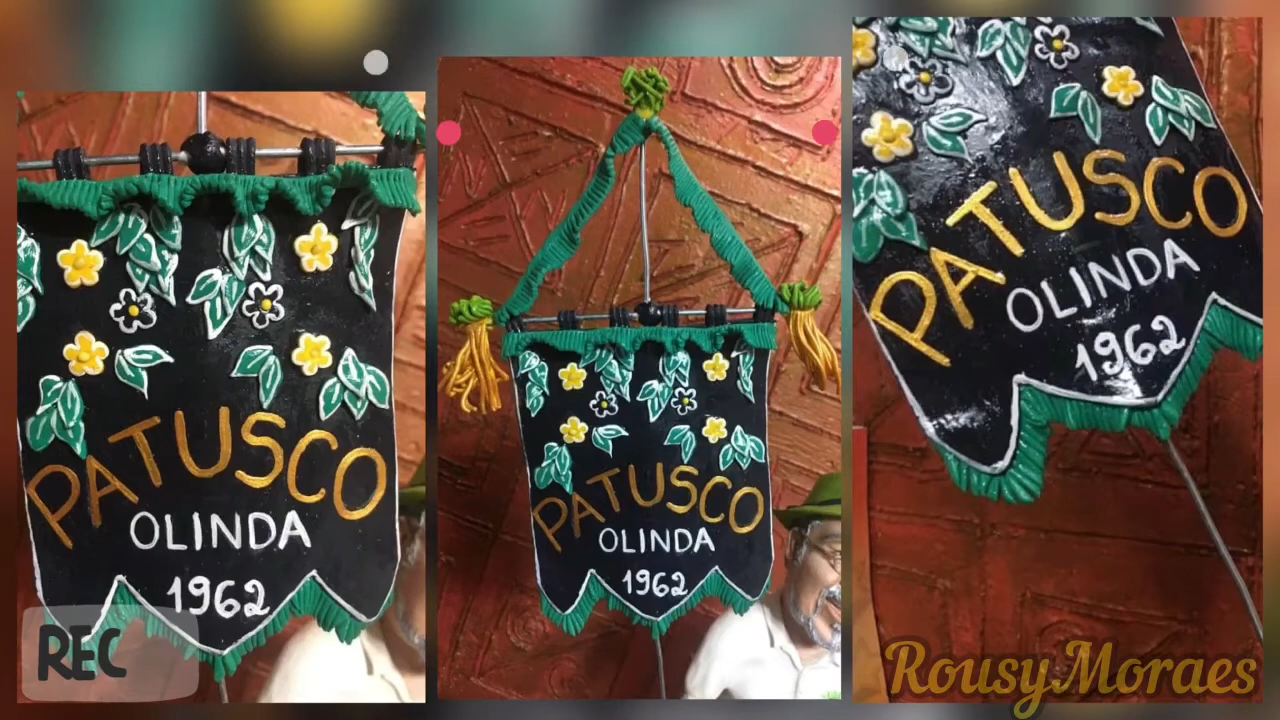 PATUSCO
OLINDA
1962
REC
PATUSCO
OLINDA
1962
PATUSCO
OLINDA
1962
RousyMoraes